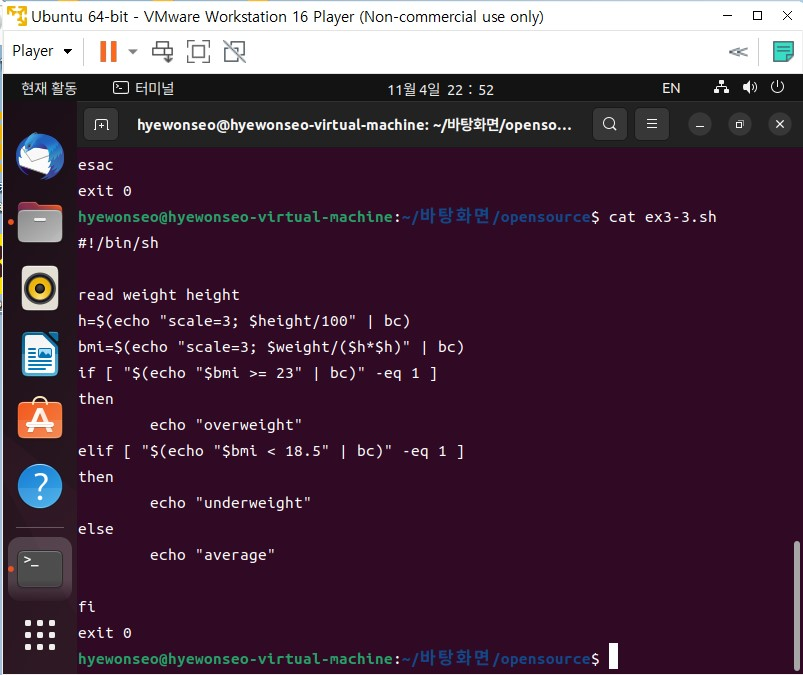 Ubuntu 64-bit - VMware Workstation 16 Player (Non-commercial use only)
Player
현재 활동 터미널 11월 4일 22 : 52 EN
hyewonseo@hyewonseo-virtual-machine: ~/바탕화면/openso...
esac
exit 0
hyewonseo@hyewonseo-virtual-machine:~/바탕화면/opensource$ cat ex3-3.sh
#!/bin/sh
read weight height
h=$(echo "scale=3; $height/100" | bc)
bmi=$(echo "scale=3; $weight/($h*$h)" | bc)
if [ "$(echo "$bmi >= 23" | bc)" -eq 1 ]
then
echo "overweight"
elif [ "$(echo "$bmi < 18.5" | bc)" -eq 1 ]
then
echo "underweight"
else
echo "average"
fi
exit 0
hyewonseo@hyewonseo-virtual-machine:~/바탕화면/opensource$